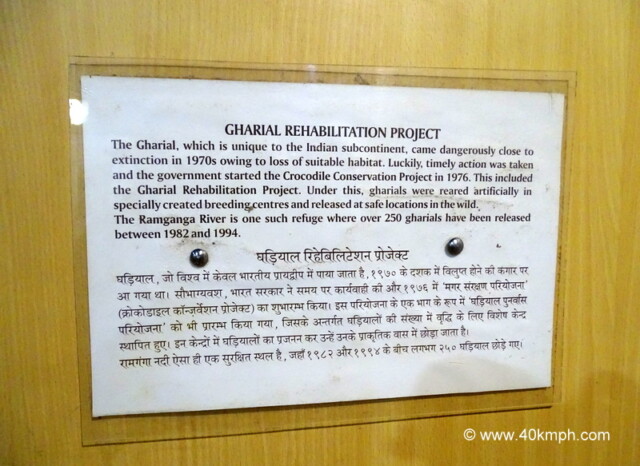 GHARIAL REHABILITATION PROJECT
The Gharial, which is unique to the Indian subcontinent, came dangerously close to
extinction in 1970s owing to loss of suitable habitat. Luckily, timely action was taken
and the government started the Crocodile Conservation Project in 1976. This included
the Gharial Rehabilitation Project. Under this, gharials were reared artificially in
specially created breeding centres and released at safe locations in the wild.
The Ramganga River is one such refuge where over 250 gharials have been released
between 1982 and 1994.
घड़ियाल रिहेबिलिटेशन प्रोजेक्ट
घड़ियाल, जो विश्व में केवल भारतीय प्रायद्वीप में पाया जाता है, १९७० के दशक में विलुप्त होने की कगार पर
आ गया था। सौभाग्यवश, भारत सरकार ने समय पर कार्यवाही की और १९७६ में 'मगर संरक्षण परियोजना'
(क्रोकोडाइल कॉन्ज़र्वेशन प्रोजेक्ट) का शुभारम्भ किया। इस परियोजना के एक भाग के रूप में 'घड़ियाल पुनर्वास
परियोजना' को भी प्रारम्भ किया गया, जिसके अन्तर्गत घड़ियालों की संख्या में वृद्धि के लिए विशेष केन्द्र
स्थापित हुए। इन केन्द्रों में घड़ियालों का प्रजनन कर उन्हें उनके प्राकृतिक वास में छोड़ा जाता है।
रामगंगा नदी ऐसा ही एक सुरक्षित स्थल है, जहाँ १९८२ और १९९४ के बीच लगभग २५० घड़ियाल छोड़े गए।
© www.40kmph.com